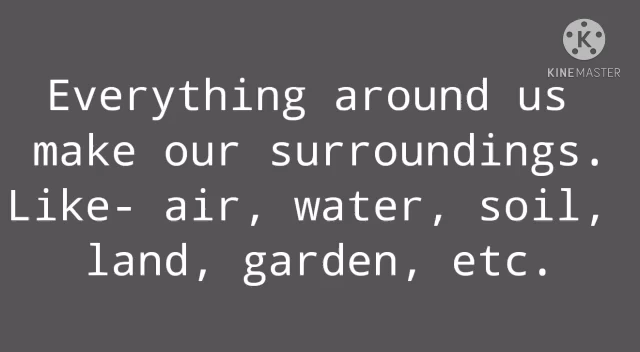 KINEMASTER
Everything around us
make our surroundings.
Like- air, water, soil,
land, garden, etc.